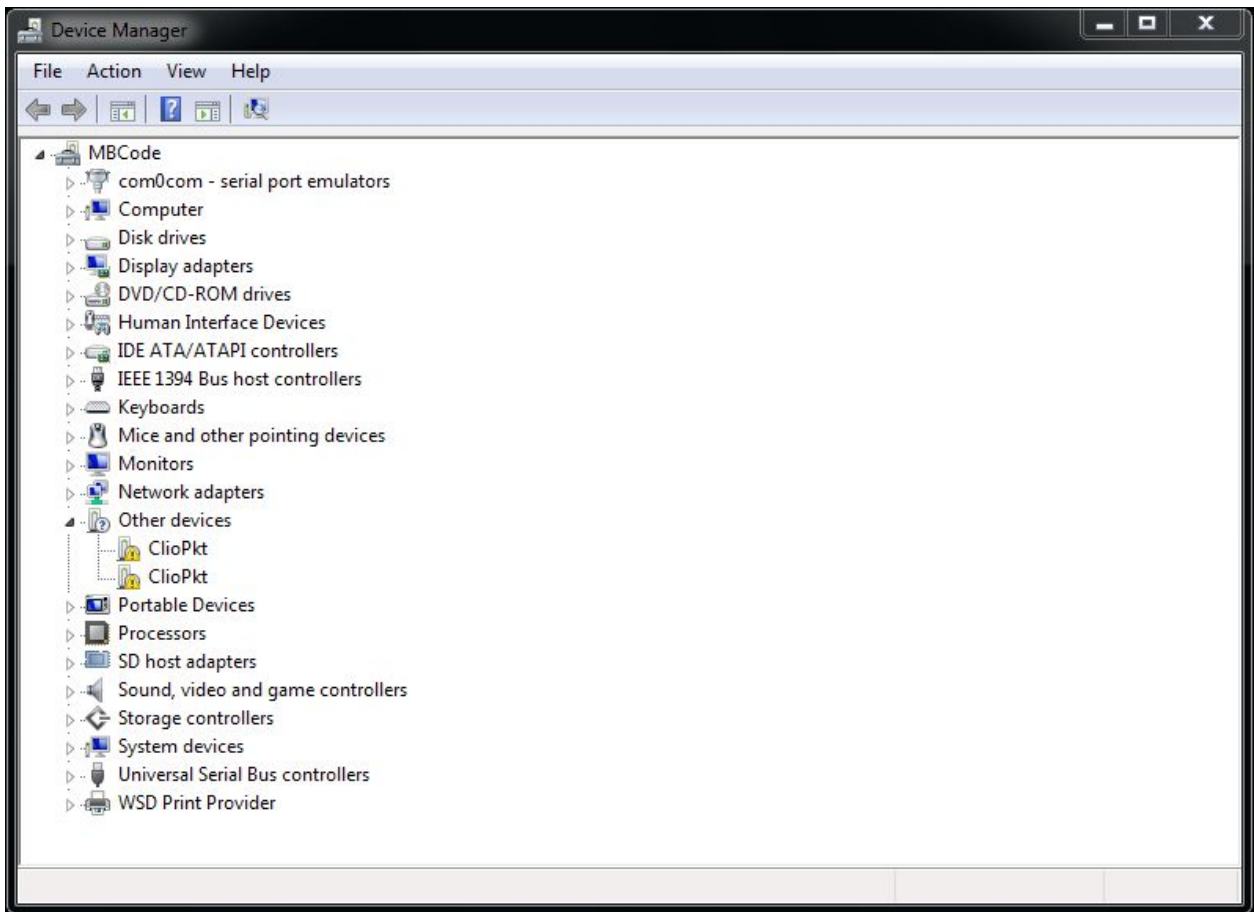 Device Manager
File Action View Help
MBCode
com0com - serial port emulators
Computer
Disk drives
Display adapters
DVD/CD-ROM drives
Human Interface Devices
IDE ATA/ATAPI controllers
IEEE 1394 Bus host controllers
Keyboards
Mice and other pointing devices
Monitors
Network adapters
Other devices
ClioPkt
ClioPkt
Portable Devices
Processors
SD host adapters
Sound, video and game controllers
Storage controllers
System devices
Universal Serial Bus controllers
WSD Print Provider